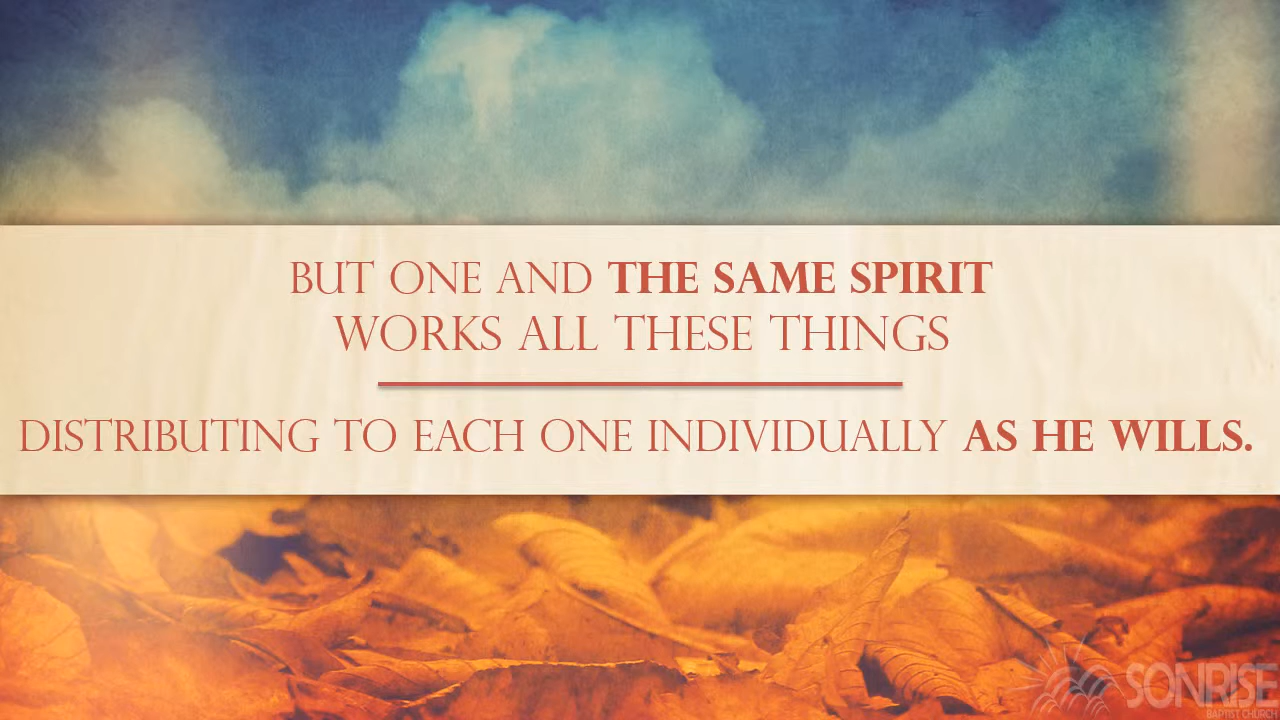 BUT ONE AND THE SAME SPIRIT
WORKS ALL THESE THINGS
DISTRIBUTING TO EACH ONE INDIVIDUALLY AS HE WILLS.
SONRISE
BAPTIST CHURCH